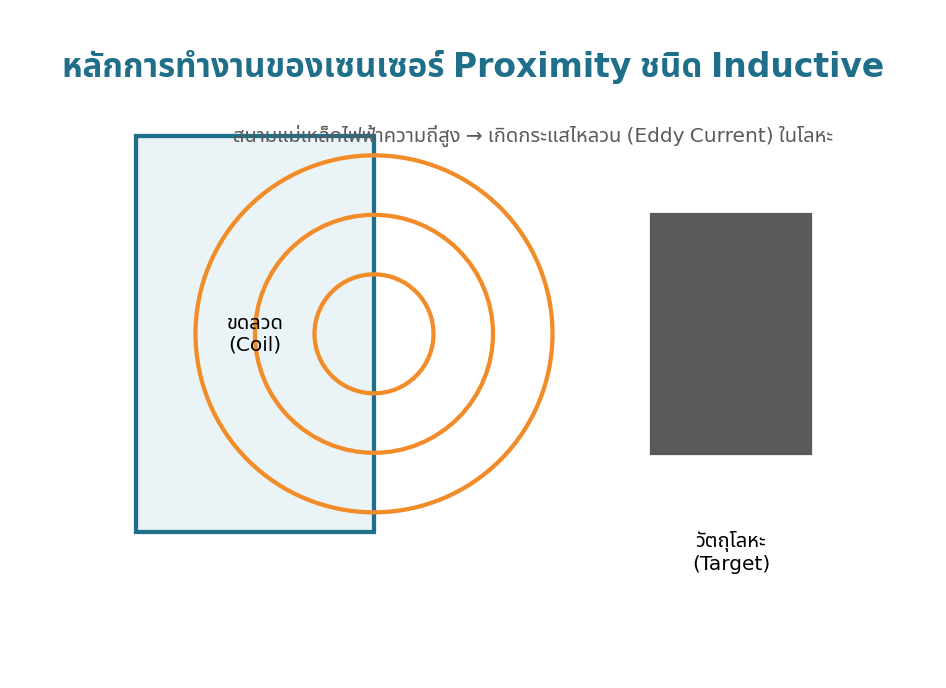 หลักการทำงานของเซนเซอร์ Proximity ชนิด Inductive
สนามแม่เหล็กไฟฟ้าความถี่สูง → เกิดกระแสไหลวน (Eddy Current) ในโลหะ
ขดลวด
(Coil)
วัตถุโลหะ
(Target)